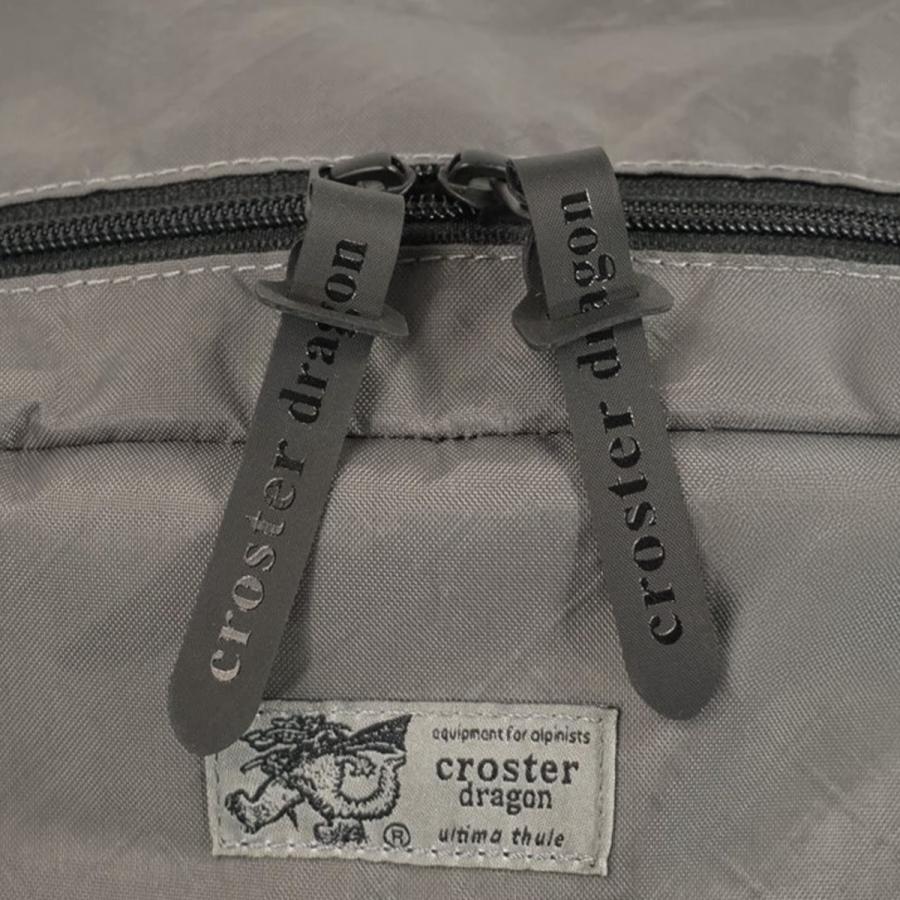 croster dragon
croster dragon
equipment for alpinists
croster
dragon
ultima thule
®